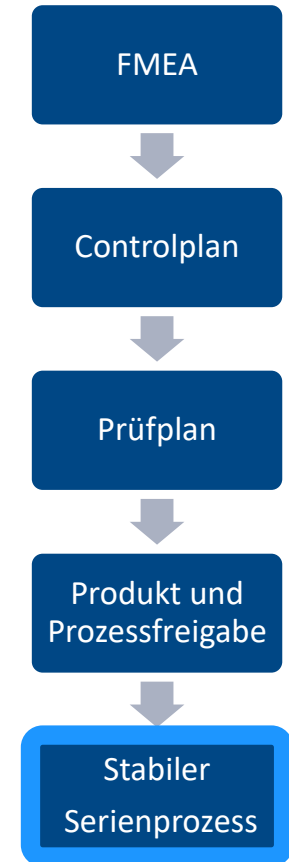 FMEA
Controlplan
Prüfplan
Produkt und
Prozessfreigabe
Stabiler
Serienprozess